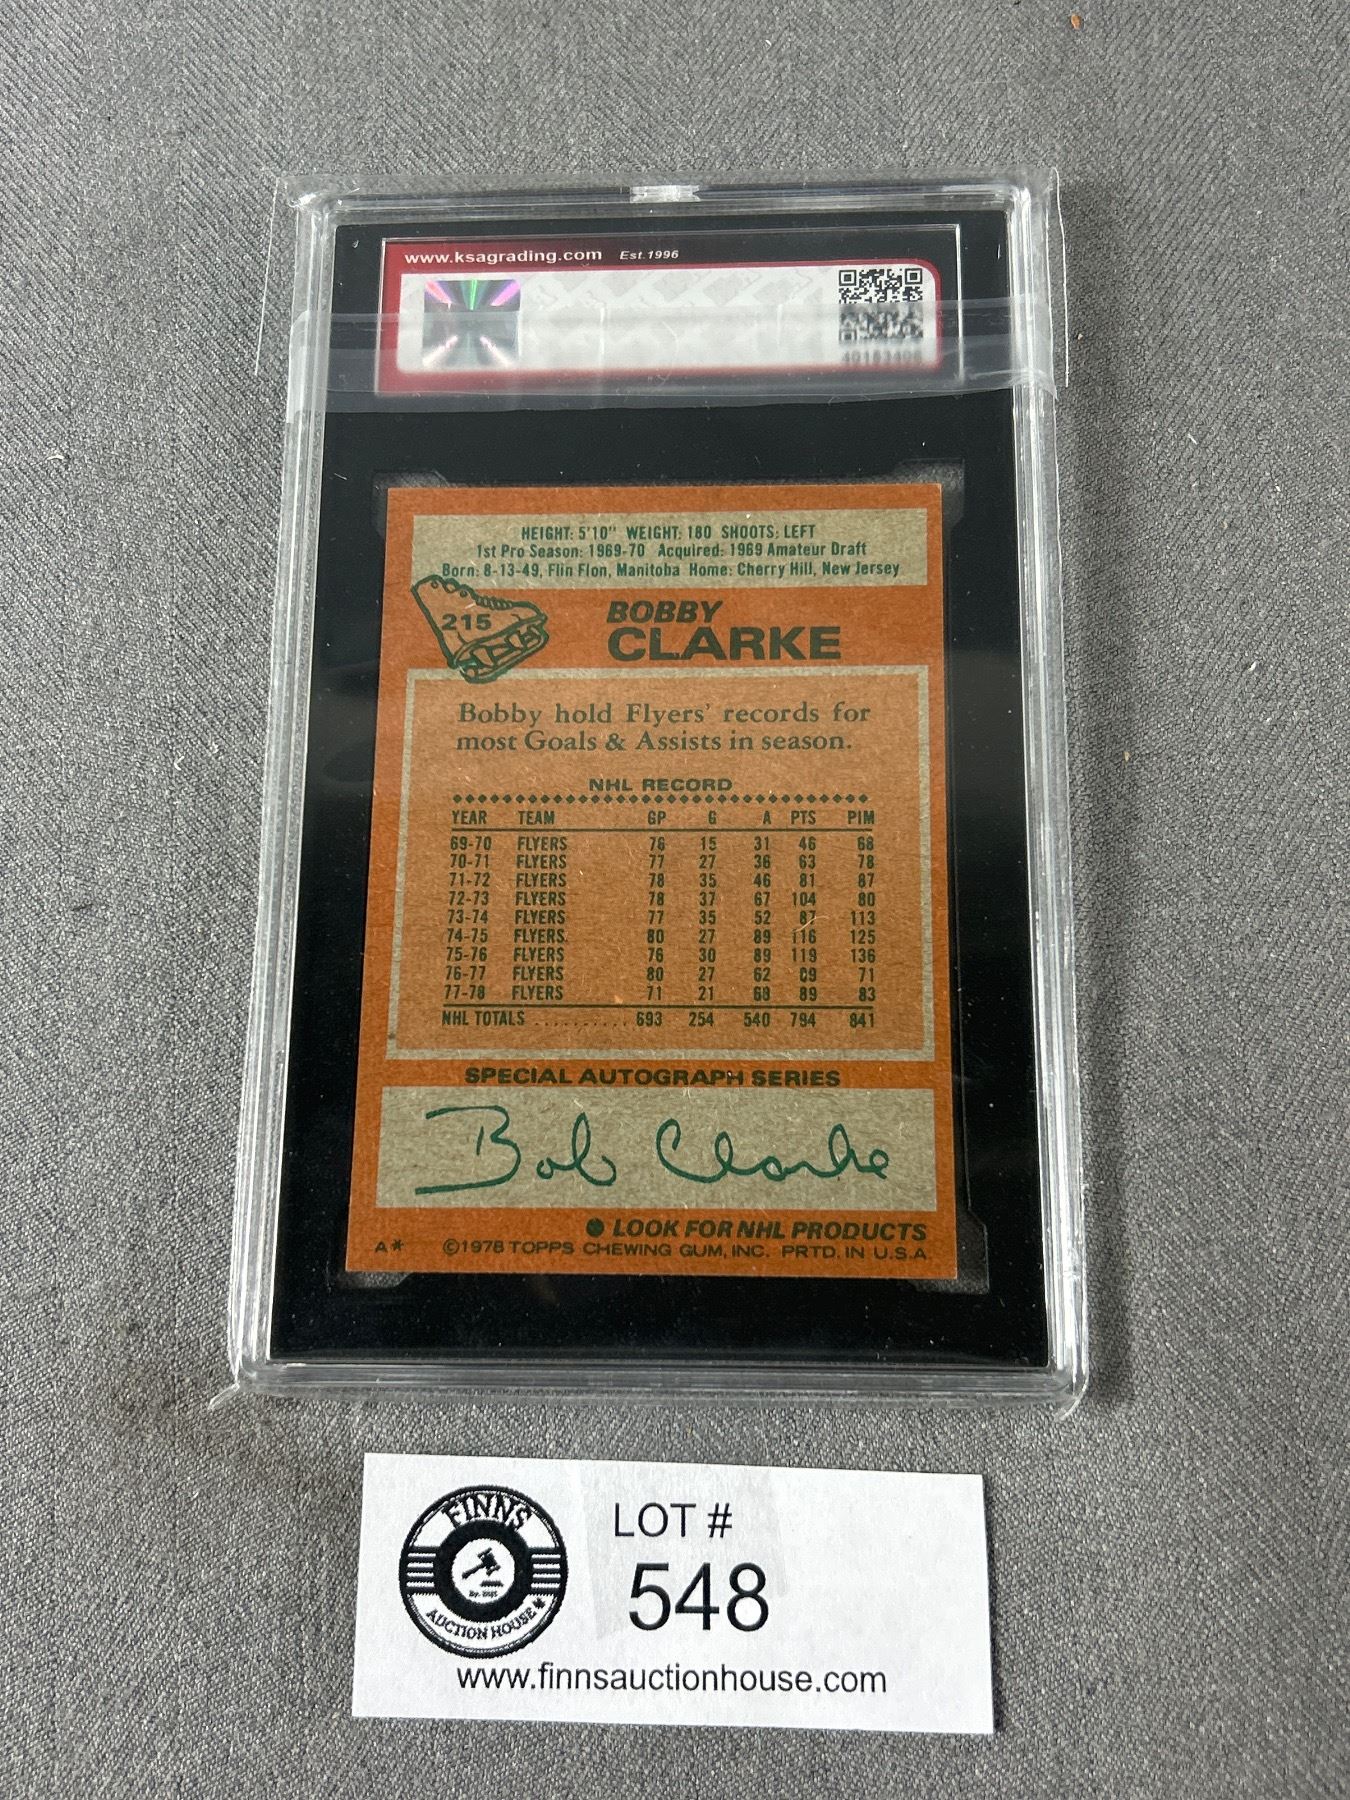 www.ksagrading.com Est.1996
HEIGHT: 5'10" WEIGHT: 180 SHOOTS: LEFT
1st Pro Season: 1969-70 Acquired: 1969 Amateur Draft
Born: 8-13-49, Flin Flon, Manitoba Home: Cherry Hill, New Jersey
215
BOBBY
CLARKE
Bobby hold Flyers' records for
most Goals & Assists in season.
NHL RECORD
YEAR TEAM GP G A PTS PIM
69-70 FLYERS 76 15 31 46 68
70-71 FLYERS 77 27 36 63 78
71-72 FLYERS 78 35 46 81 87
72-73 FLYERS 78 37 67 104 80
73-74 FLYERS 77 35 52 87 113
74-75 FLYERS 80 27 89 116 125
75-76 FLYERS 76 30 89 119 136
76-77 FLYERS 80 27 62 71
77-78 FLYERS 71 21 68 89 83
NHL TOTALS .......... 693 254 540 794 841
SPECIAL AUTOGRAPH SERIES
Bob Clarke
LOOK FOR NHL PRODUCTS
A* ©1978 TOPPS CHEWING GUM, INC. PRTD. IN U.S.A.
FINNS
AUCTION HOUSE
LOT #
548
www.finnsauctionhouse.com